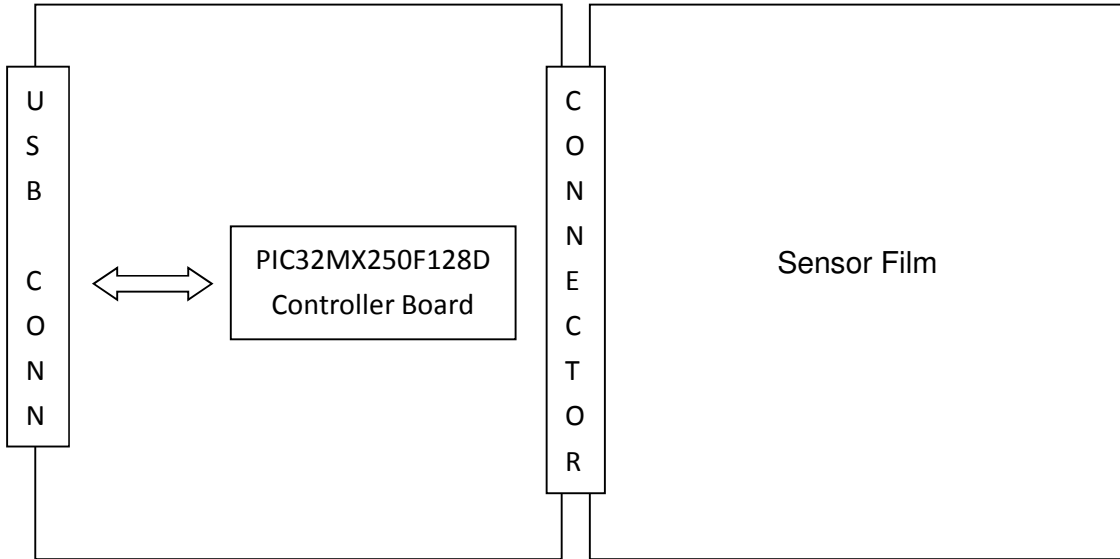 USB CONN
PIC32MX250F128D
Controller Board
CONNECTOR
Sensor Film